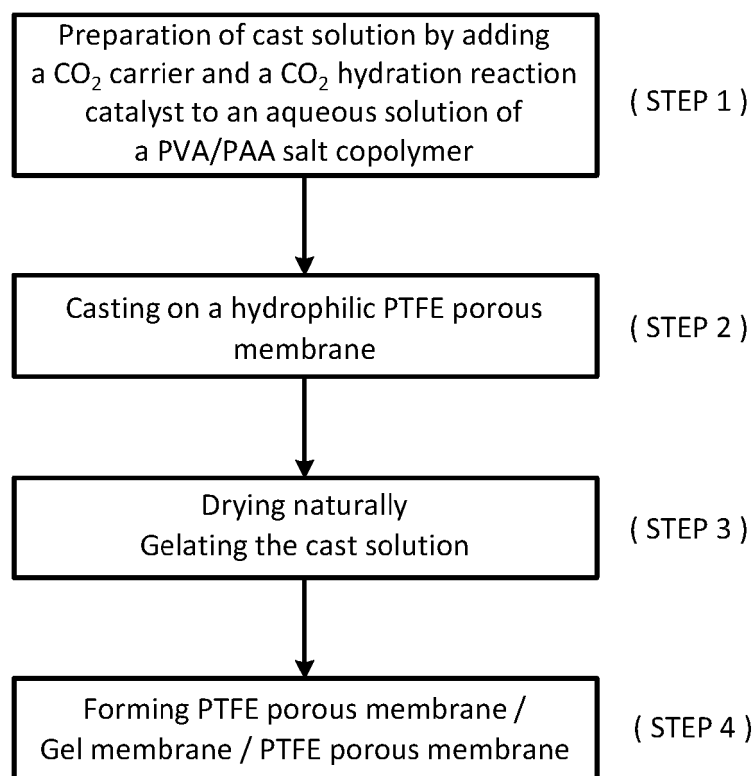 Preparation of cast solution by adding
a CO₂ carrier and a CO₂ hydration reaction
catalyst to an aqueous solution of
a PVA/PAA salt copolymer
( STEP 1 )
Casting on a hydrophilic PTFE porous
membrane
( STEP 2 )
Drying naturally
Gelating the cast solution
( STEP 3 )
Forming PTFE porous membrane /
Gel membrane / PTFE porous membrane
( STEP 4 )